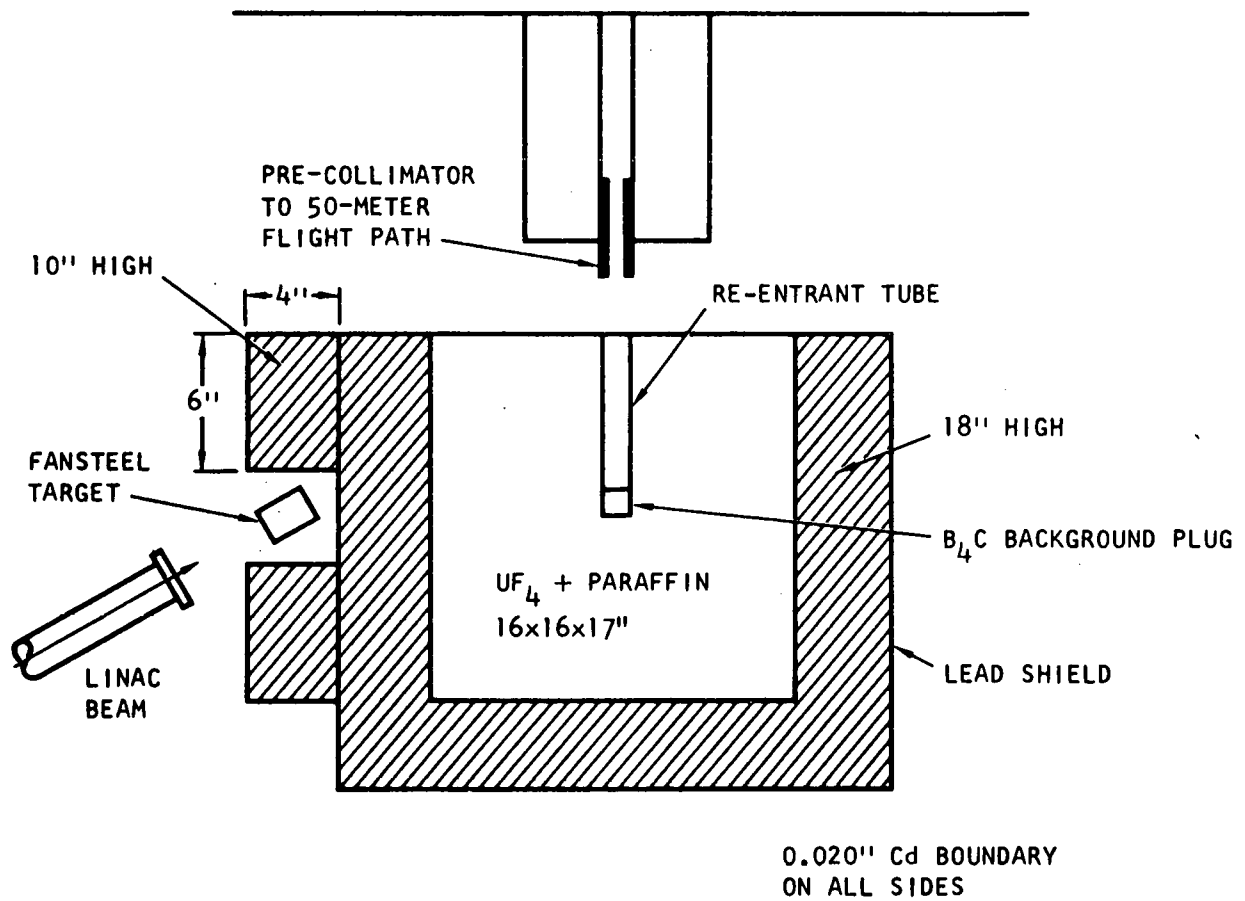 PRE-COLLIMATOR
TO 50-METER
FLIGHT PATH
10" HIGH
4"
RE-ENTRANT TUBE
6"
18" HIGH
FANSTEEL
TARGET
B₄C BACKGROUND PLUG
UF₄ + PARAFFIN
16x16x17"
LINAC
BEAM
LEAD SHIELD
0.020" Cd BOUNDARY
ON ALL SIDES